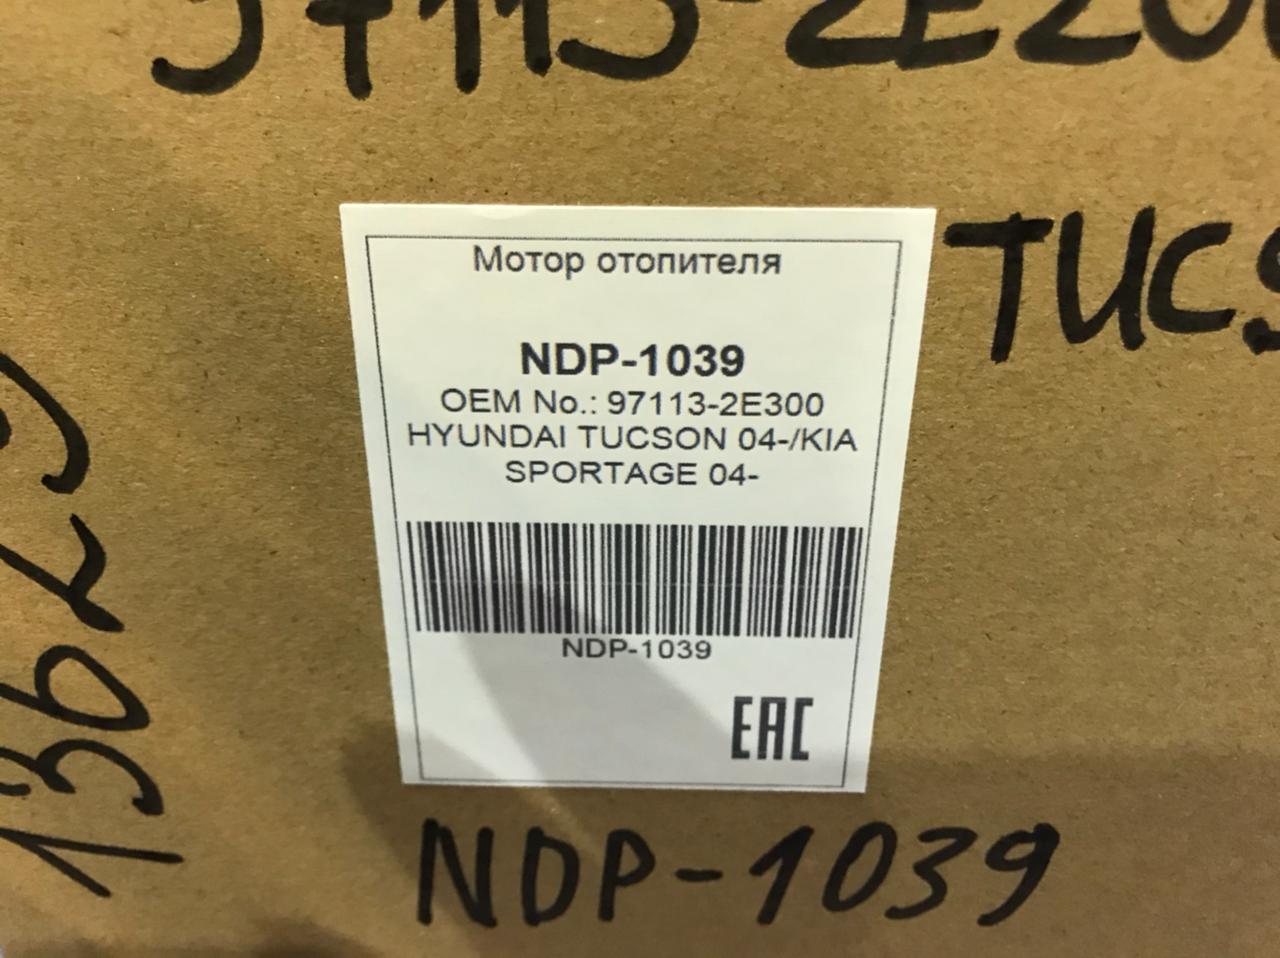 Мотор отопителя
NDP-1039
OEM No.: 97113-2E300
HYUNDAI TUCSON 04-/KIA
SPORTAGE 04-
NDP-1039
EAC
NDP-1039
13629